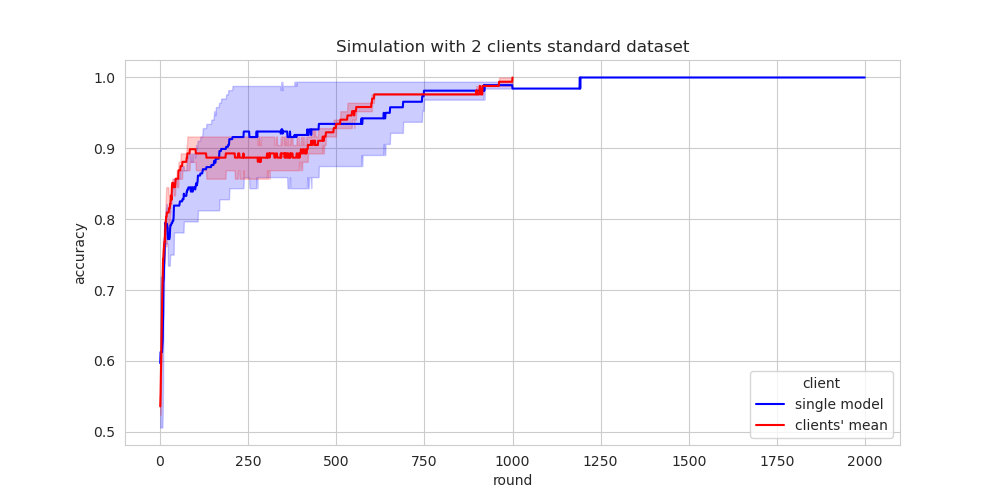 Simulation with 2 clients standard dataset
accuracy
1.0
0.9
0.8
0.7
0.6
0.5
0 250 500 750 1000 1250 1500 1750 2000
round
client
single model
clients' mean